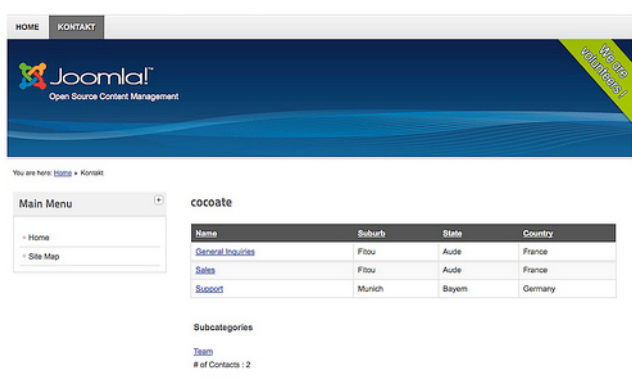 HOME KONTAKT
Joomla!™
Open Source Content Management
We are
volunteers !
You are here: Home Kontakt
Main Menu +
Home
Site Map
cocoate
Name Suburb State Country
General Inquiries Fitou Aude France
Sales Fitou Aude France
Support Munich Bayern Germany
Subcategories
Team
# of Contacts : 2